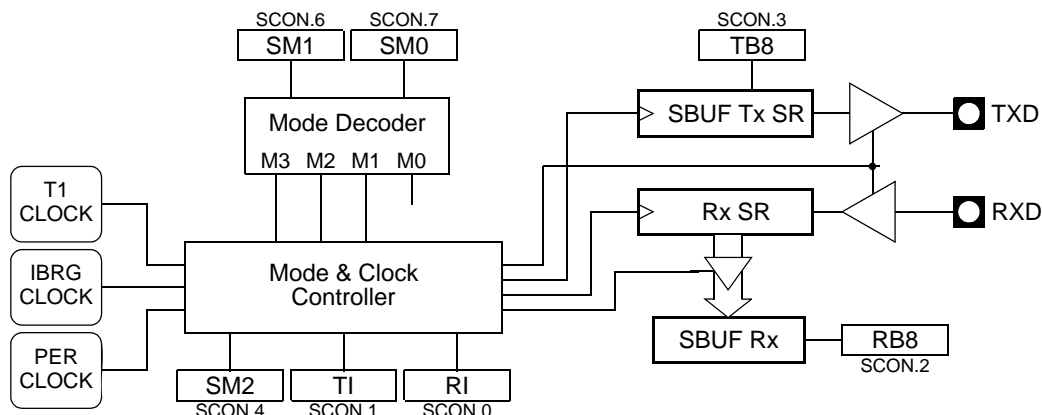 SCON.6
SCON.7
SCON.3
SM1
SM0
TB8
Mode Decoder
M3 M2 M1 M0
SBUF Tx SR
TXD
T1
CLOCK
Rx SR
RXD
IBRG
CLOCK
Mode & Clock
Controller
PER
CLOCK
SBUF Rx
RB8
SCON.2
SM2
TI
RI
SCON.4
SCON.1
SCON.0